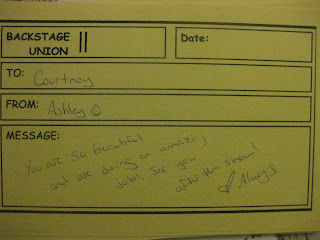 BACKSTAGE
UNION ||
Date:
TO: Courtney
FROM: Ashley
MESSAGE:
You are so beautiful
and are doing an amazing
job! See you
after the show!
♡ Always